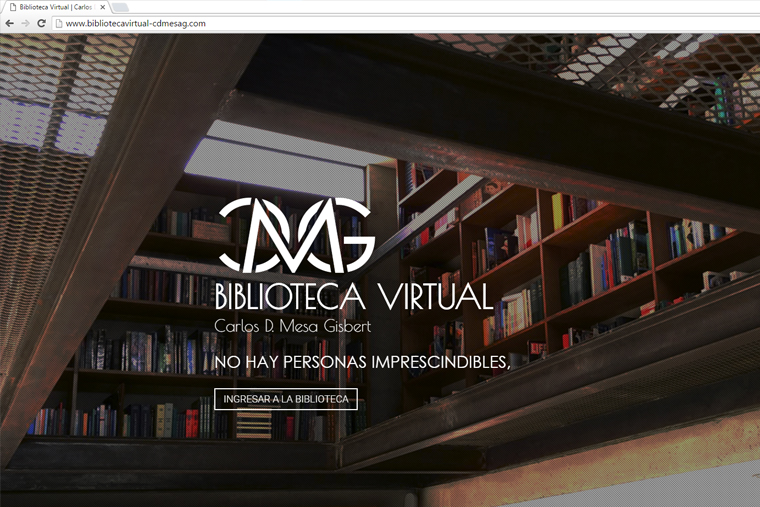 Biblioteca Virtual | Carlos
www.bibliotecavirtual-cdmesag.com
CDMG
BIBLIOTECA VIRTUAL
Carlos D. Mesa Gisbert
NO HAY PERSONAS IMPRESCINDIBLES,
INGRESAR A LA BIBLIOTECA